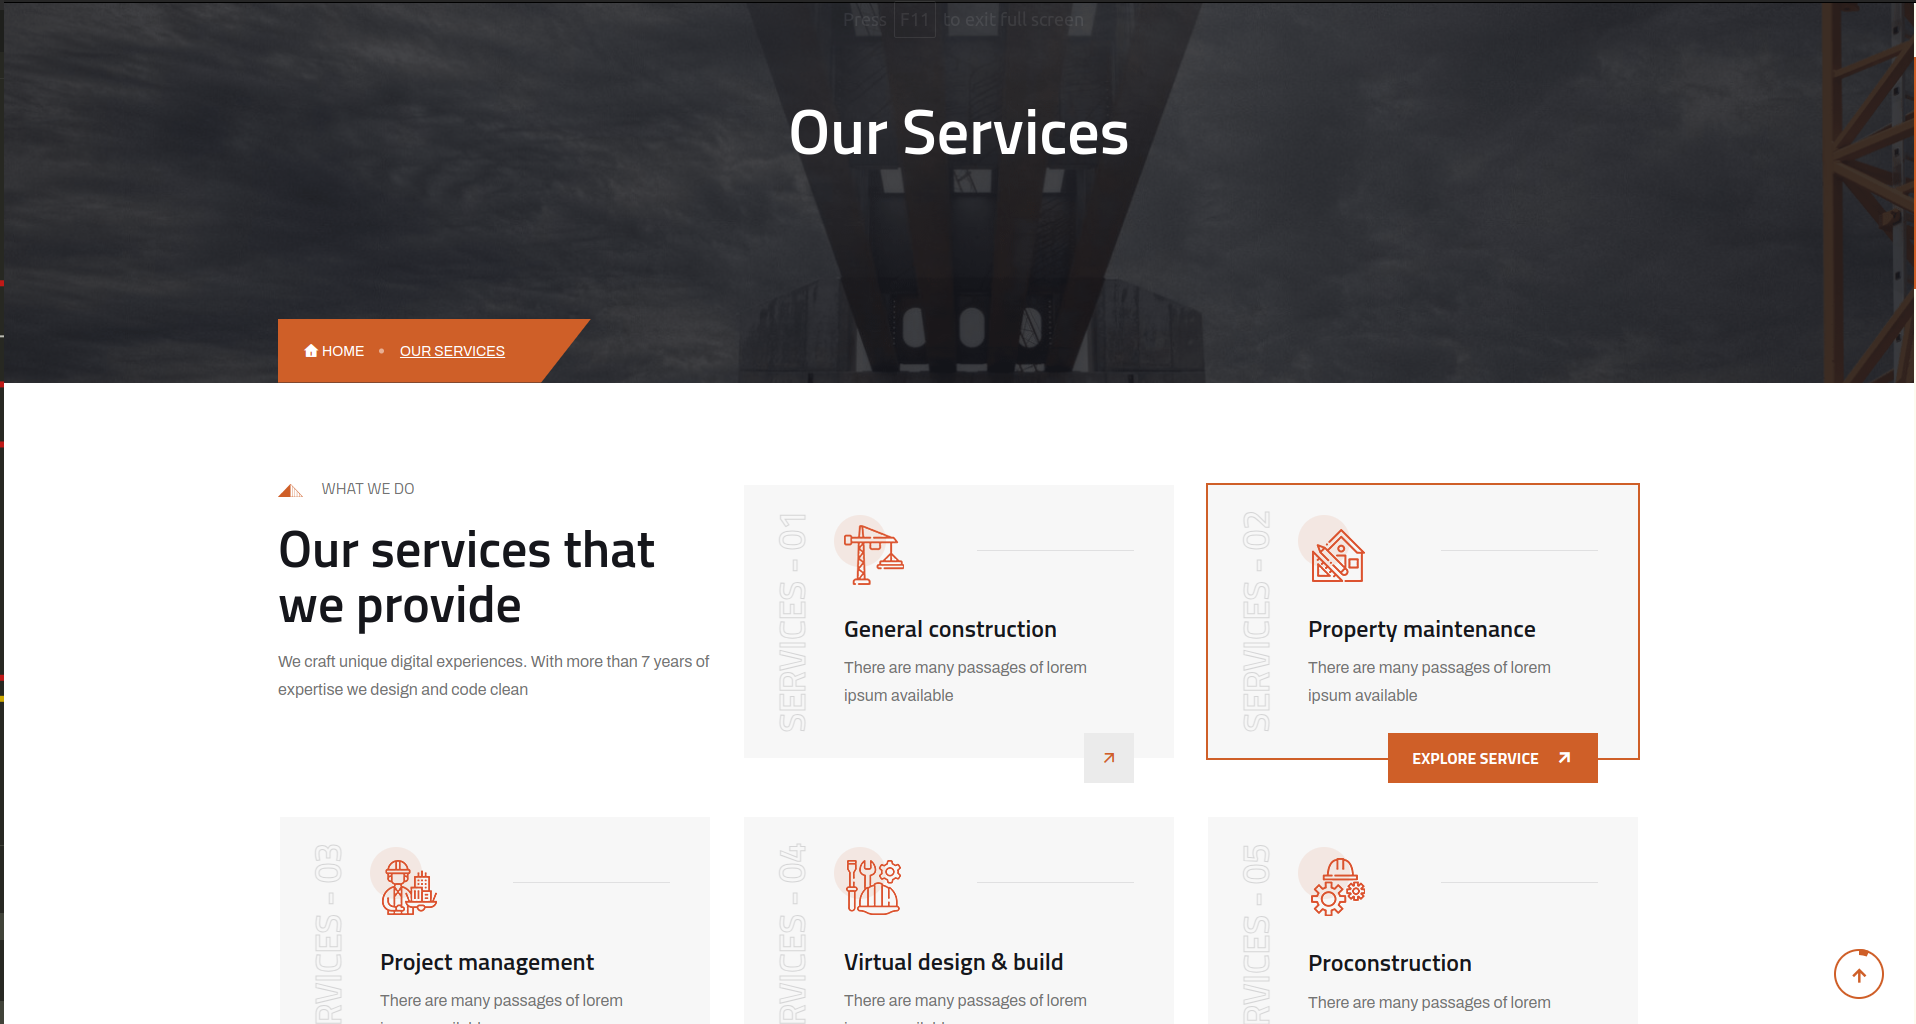 Press F11 to exit full screen
Our Services
HOME • OUR SERVICES
WHAT WE DO
Our services that
we provide
We craft unique digital experiences. With more than 7 years of
expertise we design and code clean
SERVICES - 01
General construction
There are many passages of lorem
ipsum available
SERVICES - 02
Property maintenance
There are many passages of lorem
ipsum available
EXPLORE SERVICE
RVICES - 03
Project management
There are many passages of lorem
RVICES - 04
Virtual design & build
There are many passages of lorem
RVICES - 05
Proconstruction
There are many passages of lorem